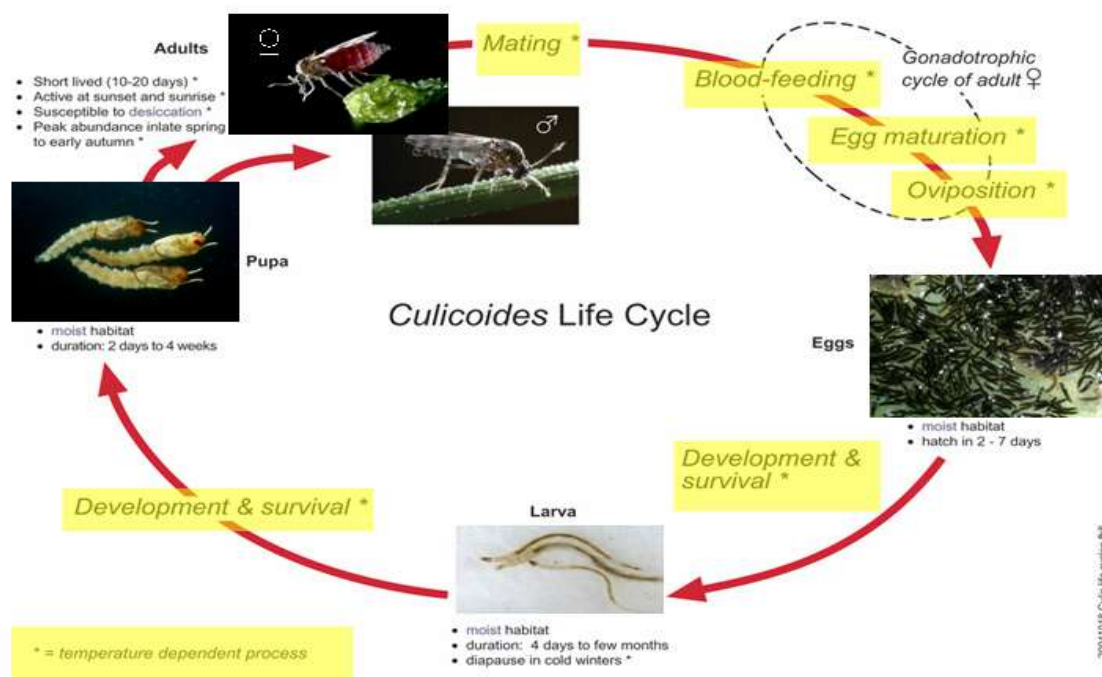 Adults
• Short lived (10-20 days) *
• Active at sunset and sunrise *
• Susceptible to desiccation *
• Peak abundance inlate spring
to early autumn *
♀
♂
Mating *
Blood-feeding *
Gonadotrophic
cycle of adult ♀
Egg maturation *
Oviposition *
Pupa
• moist habitat
• duration: 2 days to 4 weeks
Culicoides Life Cycle
Eggs
• moist habitat
• hatch in 2 - 7 days
Development &
survival *
Development & survival *
Larva
• moist habitat
• duration: 4 days to few months
• diapause in cold winters *
* = temperature dependent process